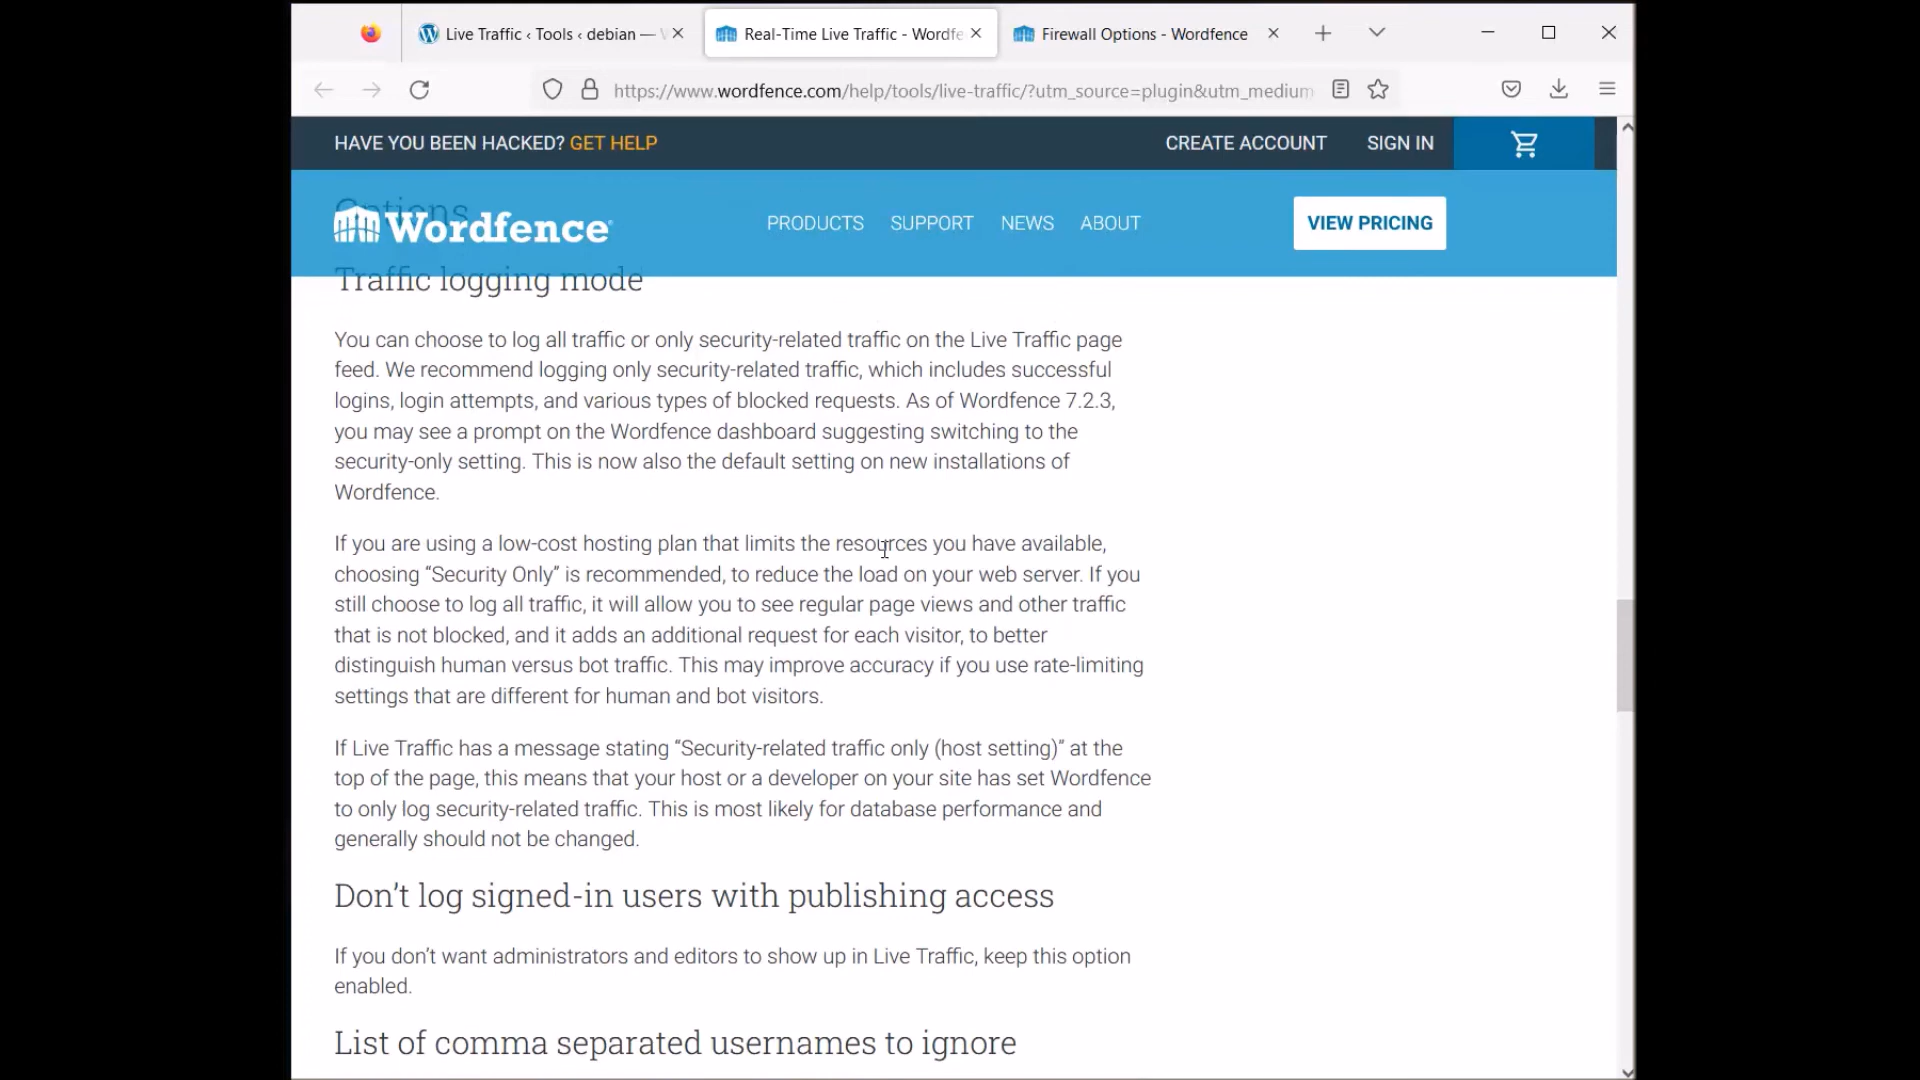 Live Traffic ‹ Tools ‹ debian — W
Real-Time Live Traffic - Wordfe
Firewall Options - Wordfence
https://www.wordfence.com/help/tools/live-traffic/?utm_source=plugin&utm_medium
HAVE YOU BEEN HACKED? GET HELP
CREATE ACCOUNT
SIGN IN
Options
Wordfence
PRODUCTS
SUPPORT
NEWS
ABOUT
VIEW PRICING
Traffic logging mode
You can choose to log all traffic or only security-related traffic on the Live Traffic page
feed. We recommend logging only security-related traffic, which includes successful
logins, login attempts, and various types of blocked requests. As of Wordfence 7.2.3,
you may see a prompt on the Wordfence dashboard suggesting switching to the
security-only setting. This is now also the default setting on new installations of
Wordfence.
If you are using a low-cost hosting plan that limits the resources you have available,
choosing “Security Only” is recommended, to reduce the load on your web server. If you
still choose to log all traffic, it will allow you to see regular page views and other traffic
that is not blocked, and it adds an additional request for each visitor, to better
distinguish human versus bot traffic. This may improve accuracy if you use rate-limiting
settings that are different for human and bot visitors.
If Live Traffic has a message stating “Security-related traffic only (host setting)” at the
top of the page, this means that your host or a developer on your site has set Wordfence
to only log security-related traffic. This is most likely for database performance and
generally should not be changed.
Don’t log signed-in users with publishing access
If you don’t want administrators and editors to show up in Live Traffic, keep this option
enabled.
List of comma separated usernames to ignore